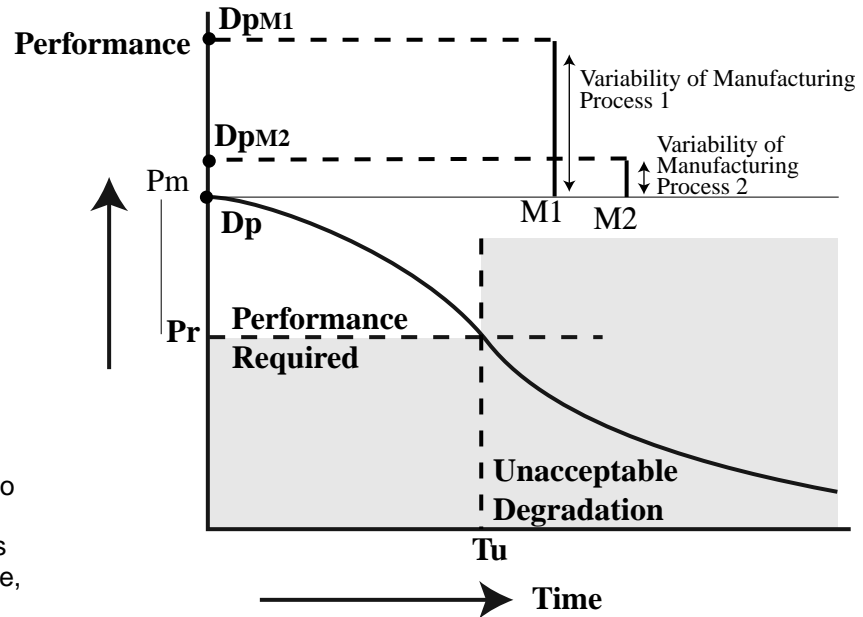 DpM1
Performance
Variability of Manufacturing
Process 1
DpM2
Variability of
Manufacturing
Process 2
Pm
M1
M2
Dp
Pr
Performance
Required
Unacceptable
Degradation
o
s
e,
Tu
Time